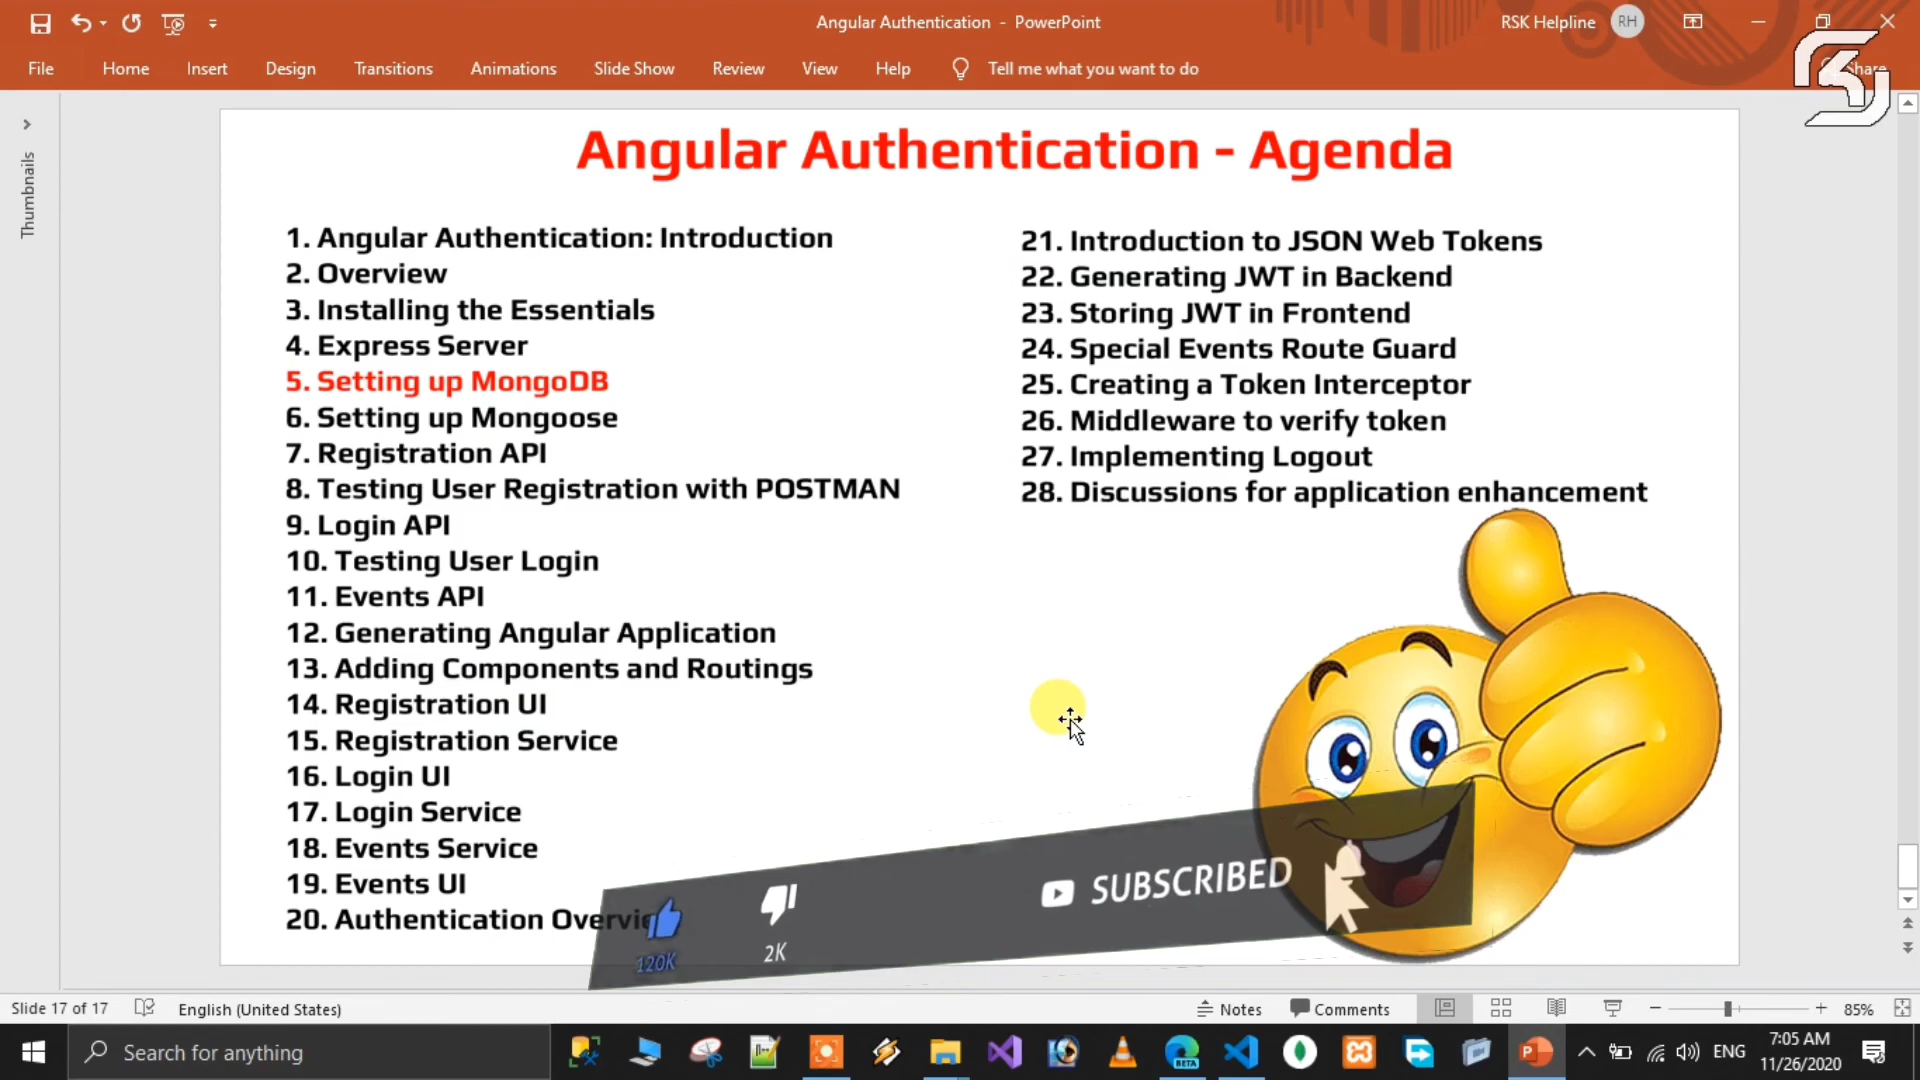 Angular Authentication - PowerPoint
RSK Helpline
RH
File
Home
Insert
Design
Transitions
Animations
Slide Show
Review
View
Help
Tell me what you want to do
Share
Thumbnails
Angular Authentication - Agenda
1. Angular Authentication: Introduction
2. Overview
3. Installing the Essentials
4. Express Server
5. Setting up MongoDB
6. Setting up Mongoose
7. Registration API
8. Testing User Registration with POSTMAN
9. Login API
10. Testing User Login
11. Events API
12. Generating Angular Application
13. Adding Components and Routings
14. Registration UI
15. Registration Service
16. Login UI
17. Login Service
18. Events Service
19. Events UI
20. Authentication Overvie
21. Introduction to JSON Web Tokens
22. Generating JWT in Backend
23. Storing JWT in Frontend
24. Special Events Route Guard
25. Creating a Token Interceptor
26. Middleware to verify token
27. Implementing Logout
28. Discussions for application enhancement
120K
2K
SUBSCRIBED
Slide 17 of 17
English (United States)
Notes
Comments
85%
Search for anything
BETA
ENG
7:05 AM
11/26/2020